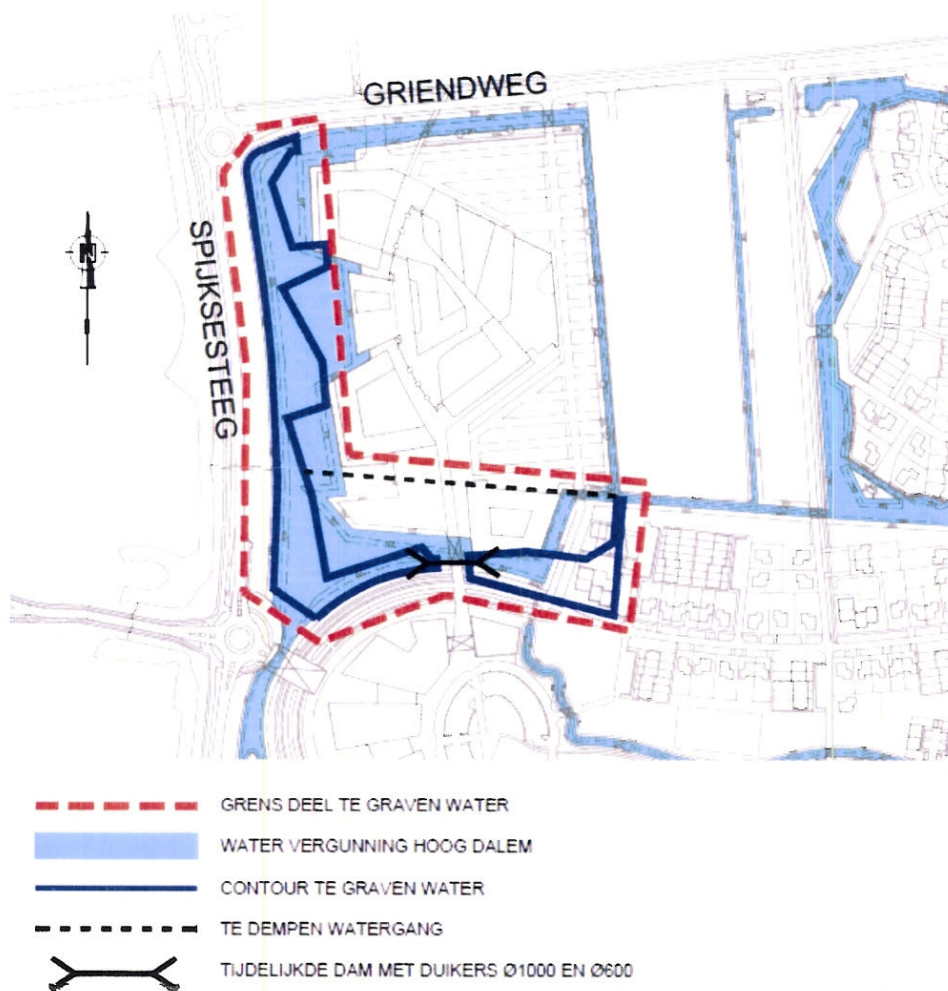 GRIENDWEG
SPIJKSESTEEG
GRENS DEEL TE GRAVEN WATER
WATER VERGUNNING HOOG DALEM
CONTOUR TE GRAVEN WATER
TE DEMPEN WATERGANG
TIJDELIJKDE DAM MET DUIKERS Ø1000 EN Ø600